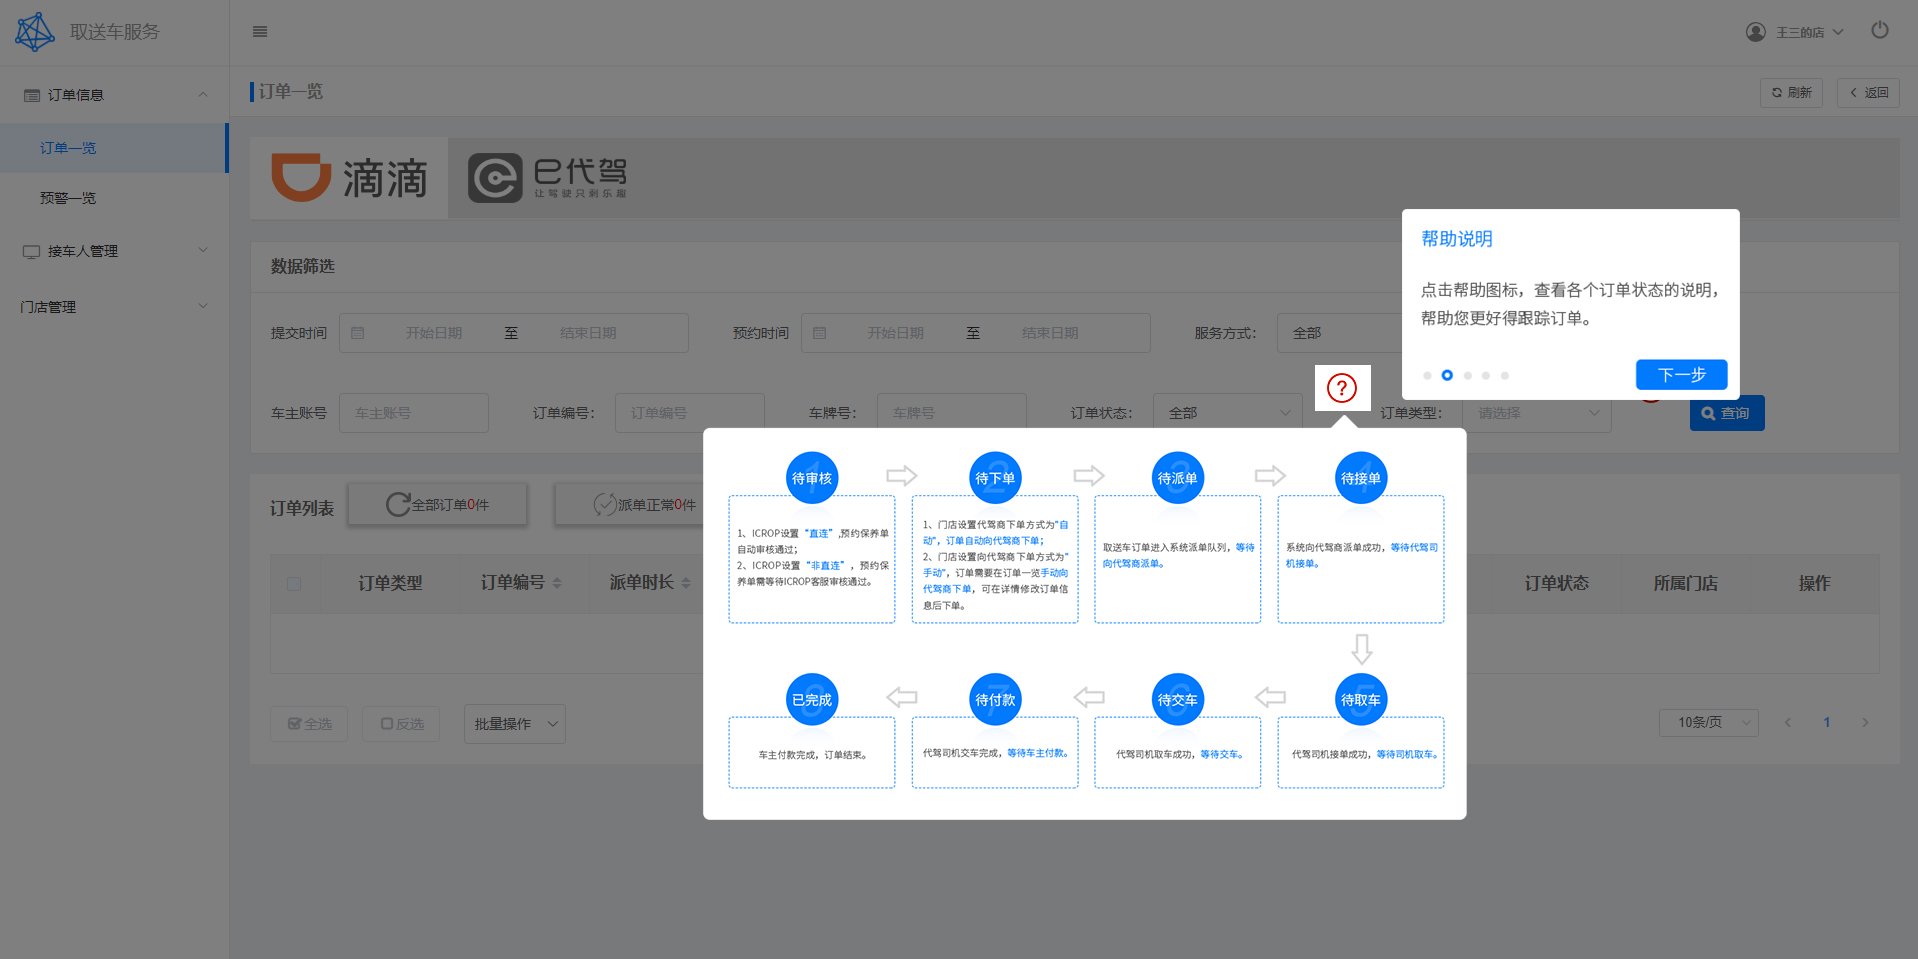 取送车服务
王三的店
订单信息
订单一览
预警一览
接车人管理
门店管理
订单一览
刷新
返回
滴滴
e代驾
让驾驶只剩乐趣
帮助说明
点击帮助图标，查看各个订单状态的说明，
帮助您更好得跟踪订单。
下一步
数据筛选
提交时间 开始日期 至 结束日期
预约时间 开始日期 至 结束日期
服务方式： 全部
车主账号 车主账号
订单编号： 订单编号
车牌号： 车牌号
订单状态： 全部
?
订单类型： 请选择
查询
订单列表
全部订单0件
派单正常0件
订单类型 订单编号 派单时长 订单状态 所属门店 操作
待审核
1、ICROP设置“直连”,预约保养单
自动审核通过；
2、ICROP设置“非直连”，预约保
养单需等待ICROP客服审核通过。
待下单
1、门店设置代驾商下单方式为"自
动"，订单自动向代驾商下单；
2、门店设置向代驾商下单方式为"
手动"，订单需要在订单一览手动向
代驾商下单，可在详情修改订单信
息后下单。
待派单
取送车订单进入系统派单队列，等待
向代驾商派单。
待接单
系统向代驾商派单成功，等待代驾司
机接单。
已完成
车主付款完成，订单结束。
待付款
代驾司机交车完成，等待车主付款。
待交车
代驾司机取车成功，等待交车。
待取车
代驾司机接单成功，等待司机取车。
全选
反选
批量操作
10条/页
1